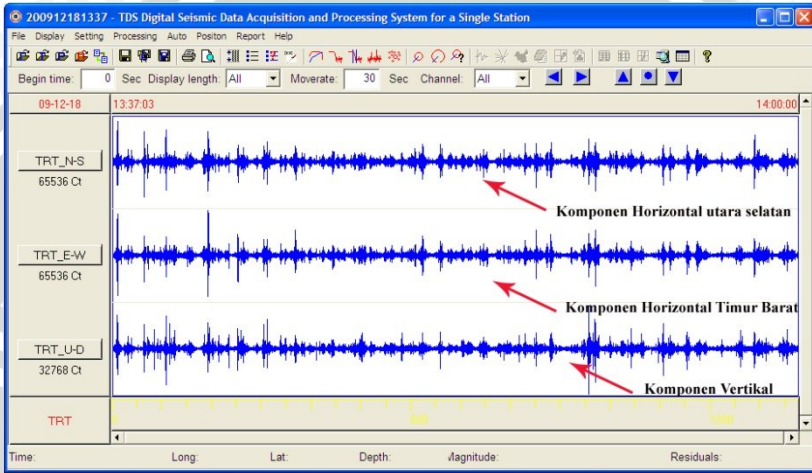 200912181337 - TDS Digital Seismic Data Acquisition and Processing System for a Single Station
File Display Setting Processing Auto Positon Report Help
Begin time: 0 Sec Display length: All Moverate: 30 Sec Channel: All
09-12-18 13:37:03 14:00:00
TRT_N-S
65536 Ct
Komponen Horizontal utara selatan
TRT_E-W
65536 Ct
Komponen Horizontal Timur Barat
TRT_U-D
32768 Ct
Komponen Vertikal
TRT
Time: Long: Lat: Depth: Magnitude: Residuals: